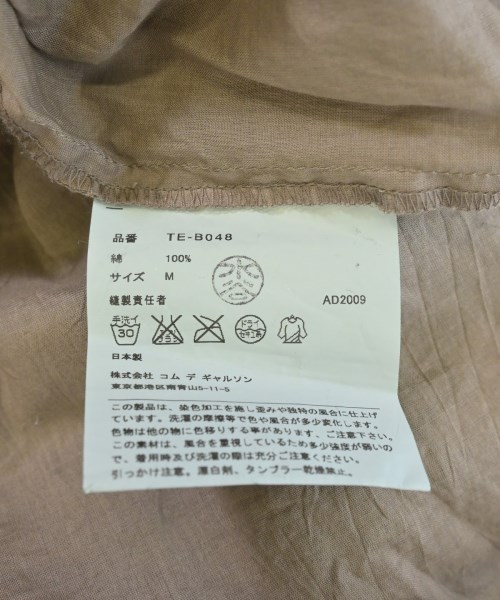 品番 TE-B048
綿 100%
サイズ M
縫製責任者
AD2009
手洗イ
30
ドライ
セキユ系
日本製
株式会社 コム デ ギャルソン
東京都港区南青山5-11-5
この製品は、染色加工を施し歪みや独特の風合に仕上げ
ています。洗濯の摩擦等で色や風合が多少変化します。
色物は他の物に色移りする事があります、ご注意下さい。
この素材は、風合を重視しているため多少強度が弱いの
で、着用時及び洗濯の際は充分ご注意ください。
引っかけ注意。漂白剤、タンブラー乾燥禁止。